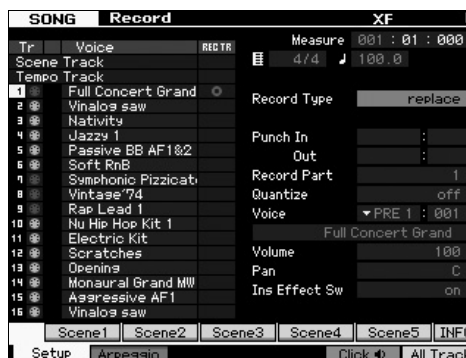 SONG Record XF
Tr Voice REC TR
Measure 001 : 01 : 000
Scene Track
4/4 100.0
Tempo Track
1 Full Concert Grand
2 Vinalog saw
Record Type replace
3 Nativity
4 Jazzy 1
Punch In :
5 Passive BB AF1&2
Out :
6 Soft RnB
Record Part 1
7 Symphonic Pizzicat
8 Vintage'74
Quantize off
9 Rap Lead 1
Voice PRE 1 : 001
10 Nu Hip Hop Kit 1
Full Concert Grand
11 Electric Kit
12 Scratches
Volume 100
13 Opening
Pan C
14 Monaural Grand MW
Ins Effect Sw on
15 Aggressive AF1
16 Vinalog saw
Scene1 Scene2 Scene3 Scene4 Scene5 INF
Setup Arpeggio Click All Track